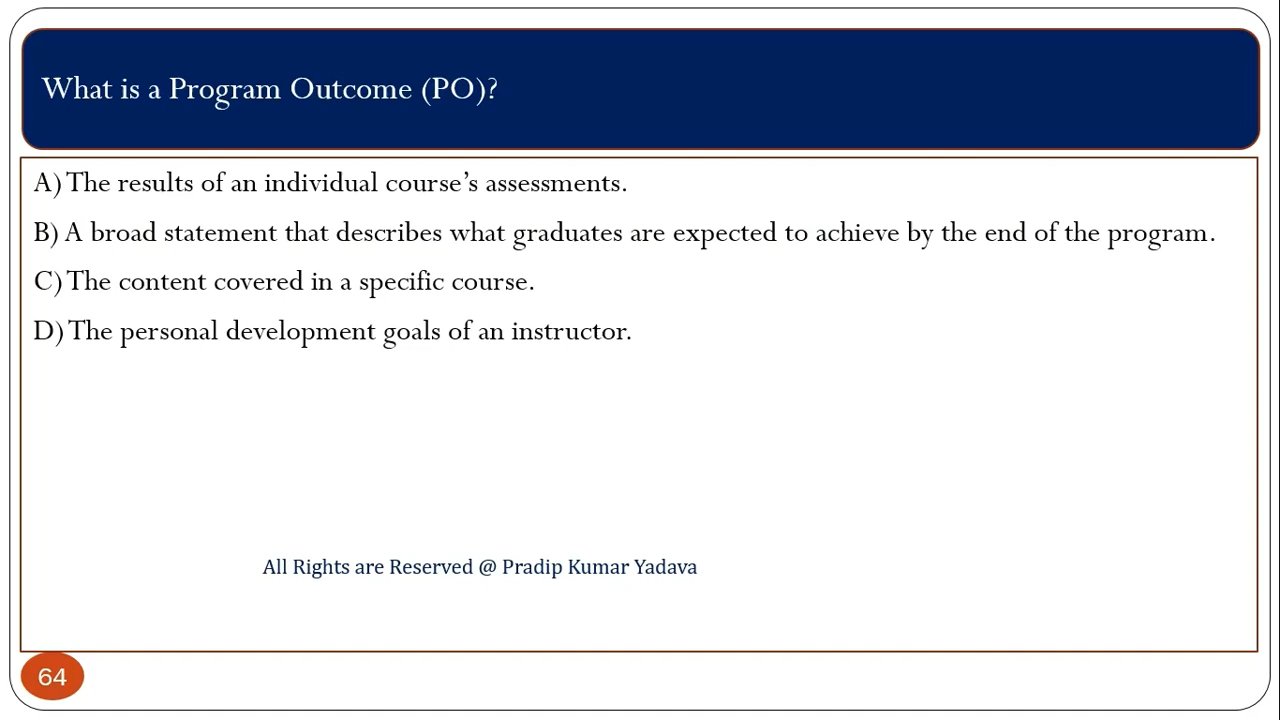 What is a Program Outcome (PO)?
A) The results of an individual course’s assessments.
B) A broad statement that describes what graduates are expected to achieve by the end of the program.
C) The content covered in a specific course.
D) The personal development goals of an instructor.
All Rights are Reserved @ Pradip Kumar Yadava
64